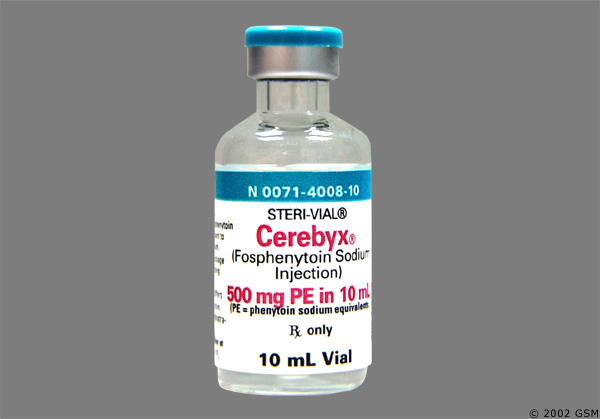 N 0071-4008-10
STERI-VIAL®
Cerebyx®
(Fosphenytoin Sodium
Injection)
500 mg PE in 10 mL
(PE = phenytoin sodium equivalents
Rx only
10 mL Vial
© 2002 GSM